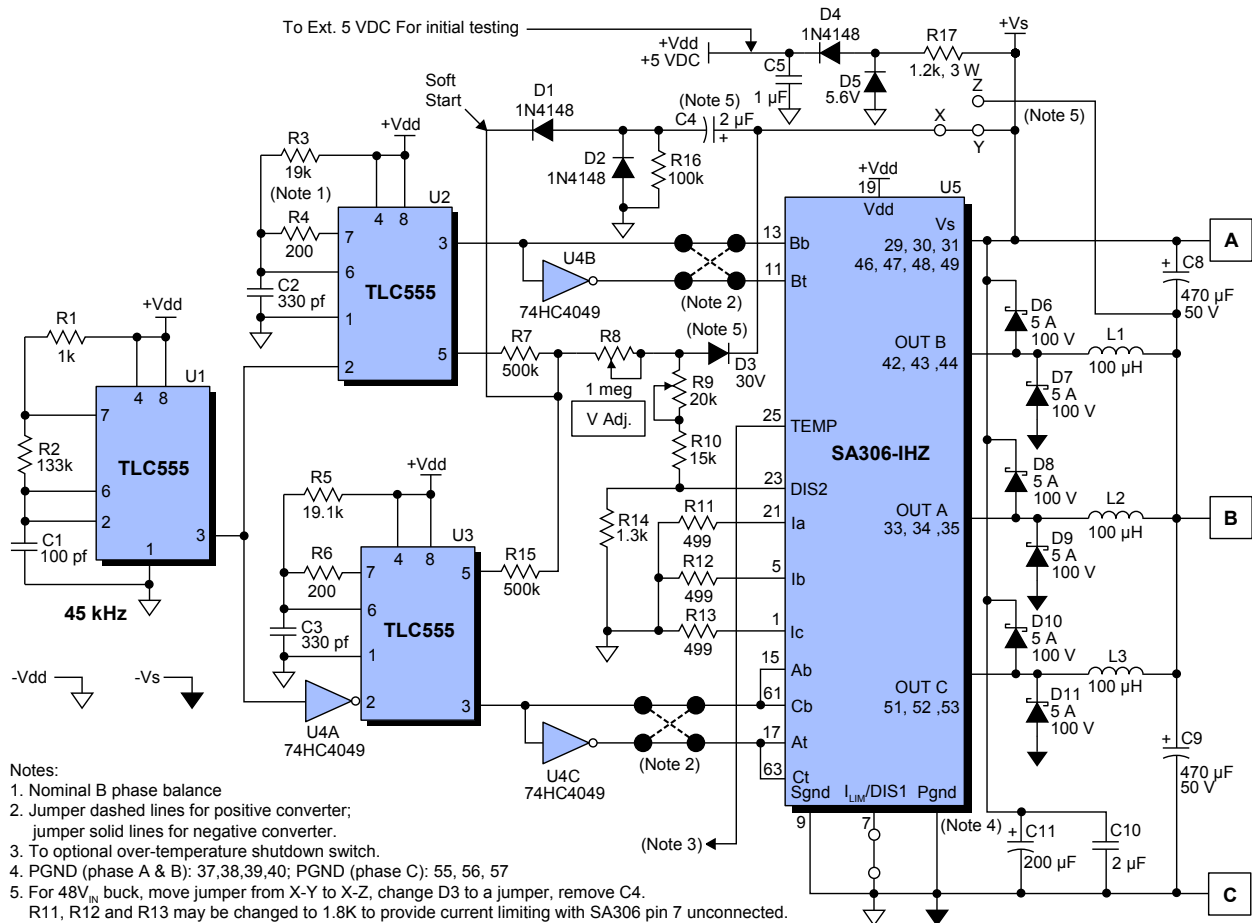 To Ext. 5 VDC For initial testing
+Vdd
+5 VDC
C5
1 µF
D4
1N4148
D5
5.6V
R17
1.2k, 3 W
+Vs
Z
(Note 5)
X
Y
Soft
Start
D1
1N4148
(Note 5)
C4
2 µF
+
D2
1N4148
R16
100k
R3
19k
(Note 1)
R4
200
C2
330 pf
+Vdd
U2
4
8
7
6
1
2
3
5
TLC555
U4B
74HC4049
(Note 2)
R1
1k
R2
133k
C1
100 pf
+Vdd
U1
4
8
7
6
2
1
3
TLC555
45 kHz
R7
500k
R8
1 meg
V Adj.
(Note 5)
D3
30V
R9
20k
R10
15k
R14
1.3k
R11
499
R12
499
R13
499
R5
19.1k
R6
200
C3
330 pf
+Vdd
U3
4
8
7
6
1
2
5
3
TLC555
R15
500k
U4A
74HC4049
U4C
74HC4049
(Note 2)
(Note 3)
-Vdd
-Vs
+Vdd
19
U5
Vdd
Vs
29, 30, 31
46, 47, 48, 49
13
Bb
11
Bt
OUT B
42, 43 ,44
25
TEMP
SA306-IHZ
23
DIS2
21
Ia
OUT A
33, 34 ,35
5
Ib
1
Ic
15
Ab
61
Cb
OUT C
51, 52 ,53
17
At
63
Ct
Sgnd
ILIM/DIS1
Pgnd
9
7
(Note 4)
A
+
C8
470 µF
50 V
D6
5 A
100 V
L1
100 µH
D7
5 A
100 V
D8
5 A
100 V
L2
100 µH
B
D9
5 A
100 V
D10
5 A
100 V
L3
100 µH
D11
5 A
100 V
+
C9
470 µF
50 V
+
C11
200 µF
C10
2 µF
C
Notes:
1. Nominal B phase balance
2. Jumper dashed lines for positive converter;
jumper solid lines for negative converter.
3. To optional over-temperature shutdown switch.
4. PGND (phase A & B): 37,38,39,40; PGND (phase C): 55, 56, 57
5. For 48VIN buck, move jumper from X-Y to X-Z, change D3 to a jumper, remove C4.
R11, R12 and R13 may be changed to 1.8K to provide current limiting with SA306 pin 7 unconnected.